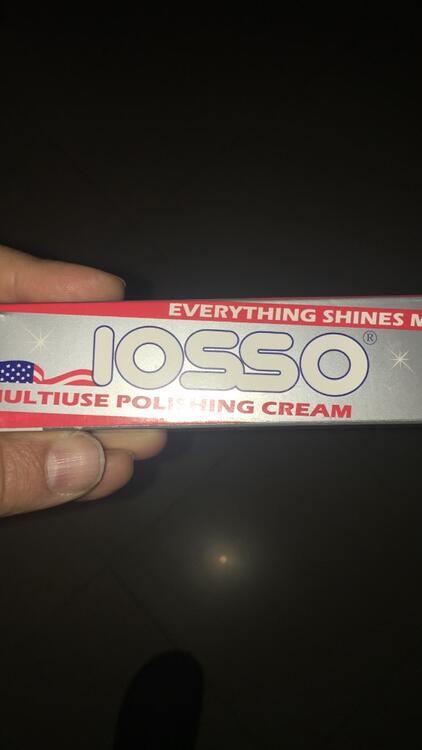 EVERYTHING SHINES M
IOSSO®
MULTIUSE POLISHING CREAM